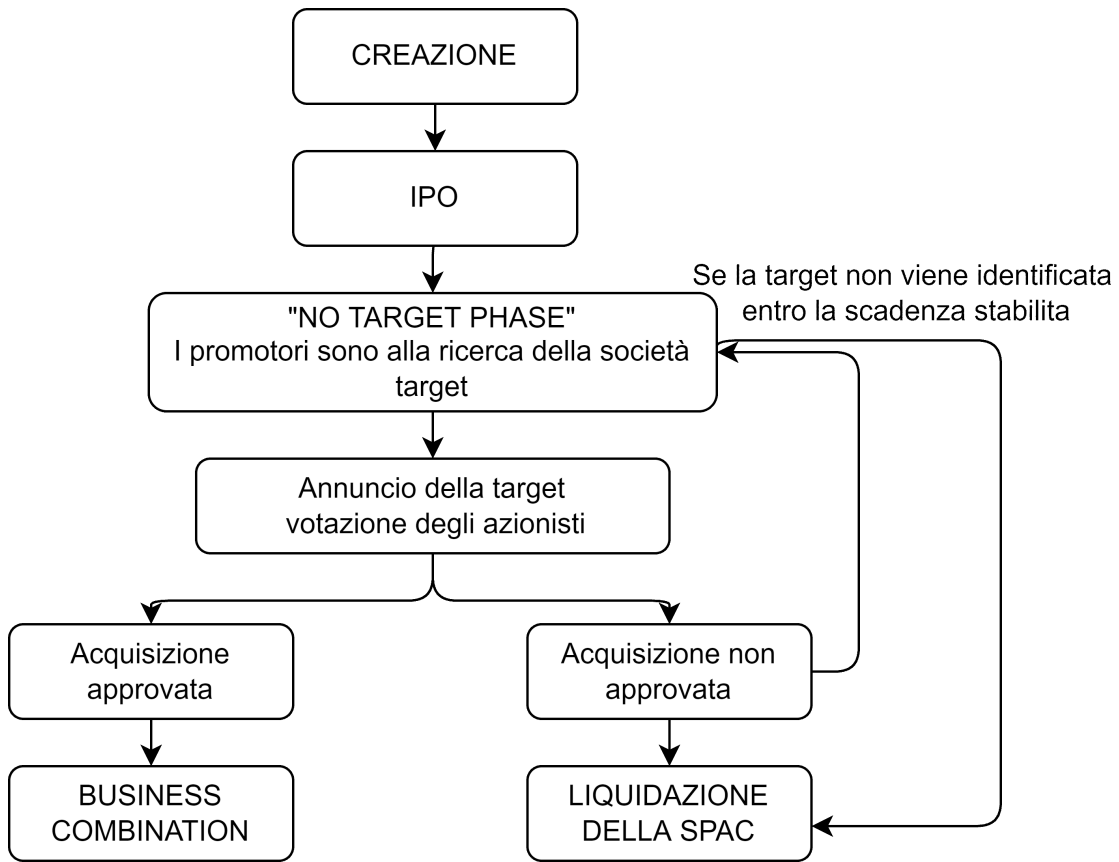 CREAZIONE
IPO
Se la target non viene identificata
entro la scadenza stabilita
"NO TARGET PHASE"
I promotori sono alla ricerca della società
target
Annuncio della target
votazione degli azionisti
Acquisizione
approvata
Acquisizione non
approvata
BUSINESS
COMBINATION
LIQUIDAZIONE
DELLA SPAC